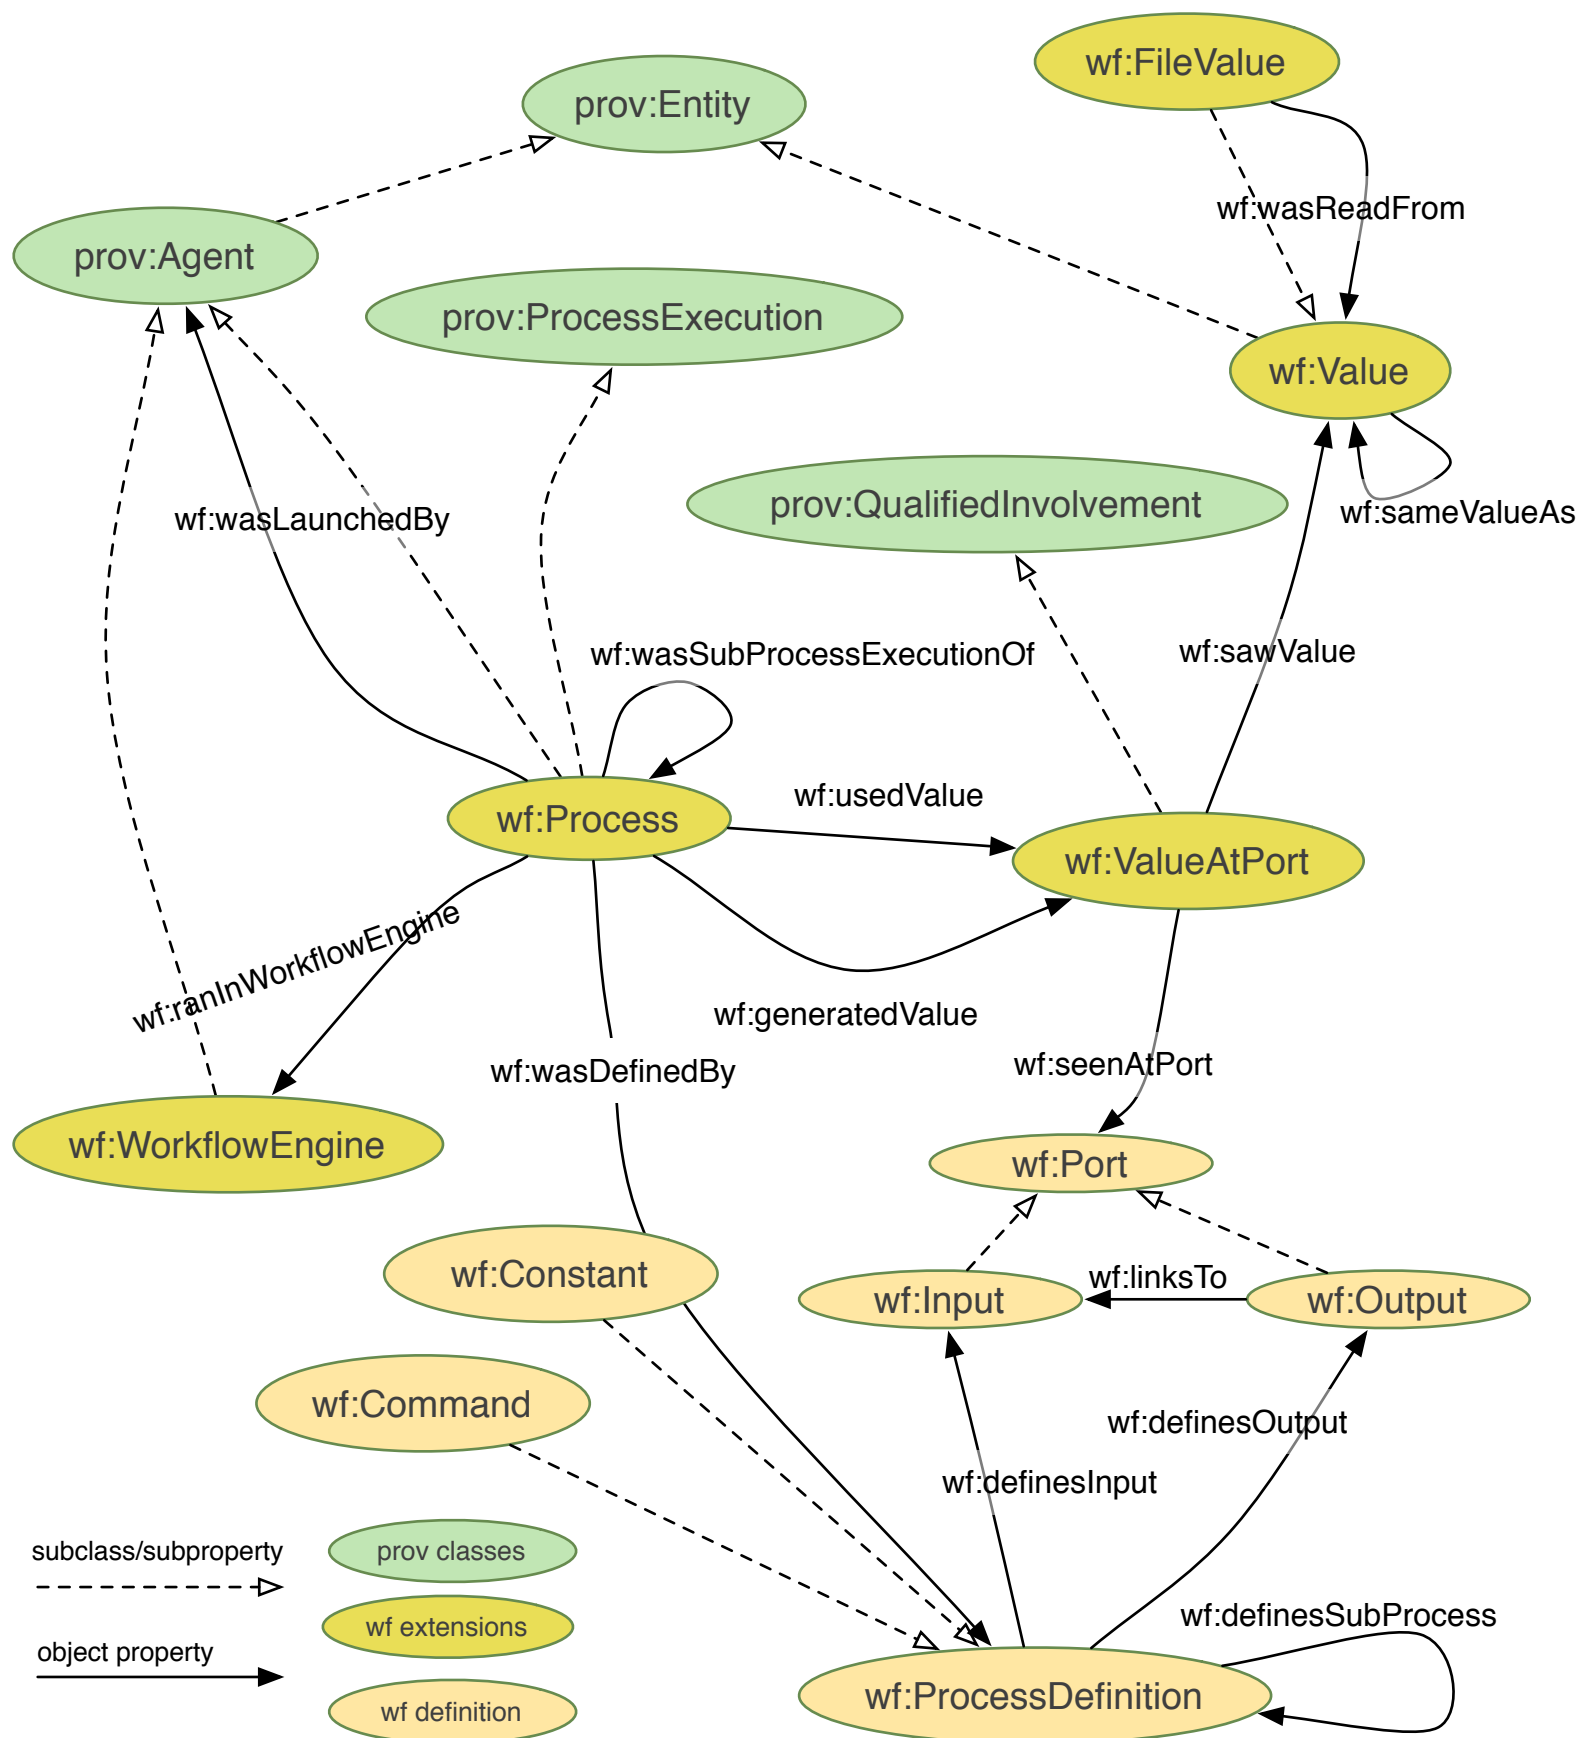 wf:FileValue
prov:Entity
wf:wasReadFrom
prov:Agent
prov:ProcessExecution
wf:Value
prov:QualifiedInvolvement
wf:sameValueAs
wf:wasLaunchedBy
wf:wasSubProcessExecutionOf
wf:sawValue
wf:usedValue
wf:Process
wf:ValueAtPort
wf:ranInWorkflowEngine
wf:generatedValue
wf:wasDefinedBy
wf:seenAtPort
wf:WorkflowEngine
wf:Port
wf:Constant
wf:linksTo
wf:Input
wf:Output
wf:Command
wf:definesOutput
wf:definesInput
subclass/subproperty
prov classes
wf:definesSubProcess
wf extensions
object property
wf:ProcessDefinition
wf definition